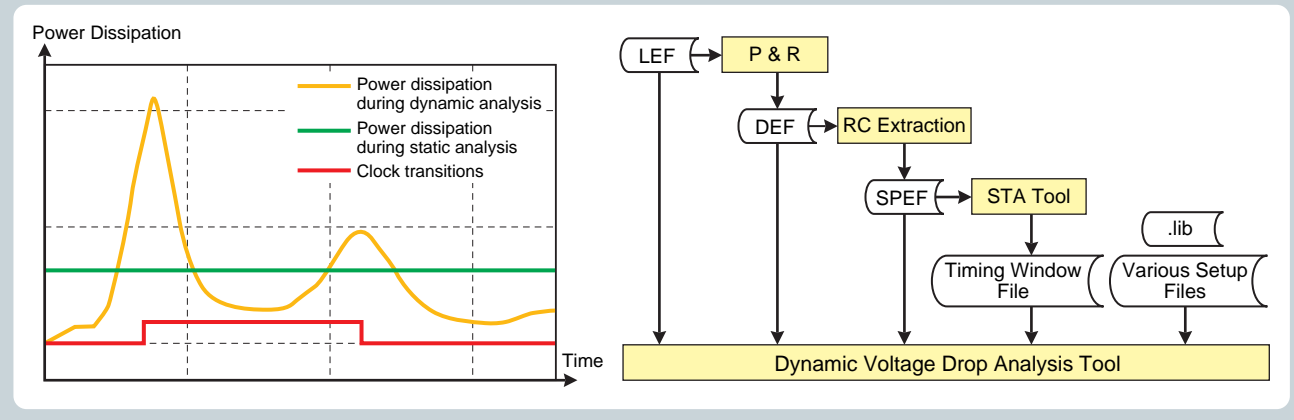 Power Dissipation
Power dissipation
during dynamic analysis
Power dissipation
during static analysis
Clock transitions
Time
LEF
P & R
DEF
RC Extraction
SPEF
STA Tool
.lib
Timing Window
File
Various Setup
Files
Dynamic Voltage Drop Analysis Tool